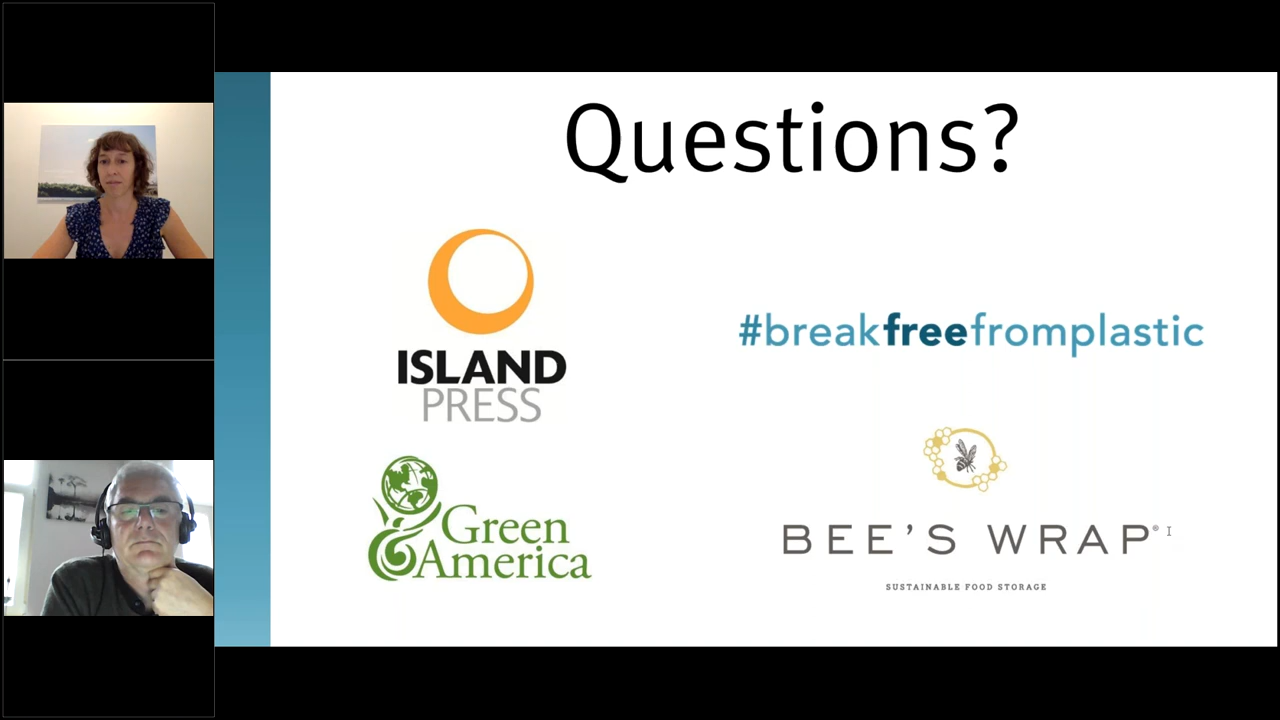 Questions?
ISLAND
PRESS
#breakfreefromplastic
Green
America
BEE'S WRAP® I
SUSTAINABLE FOOD STORAGE